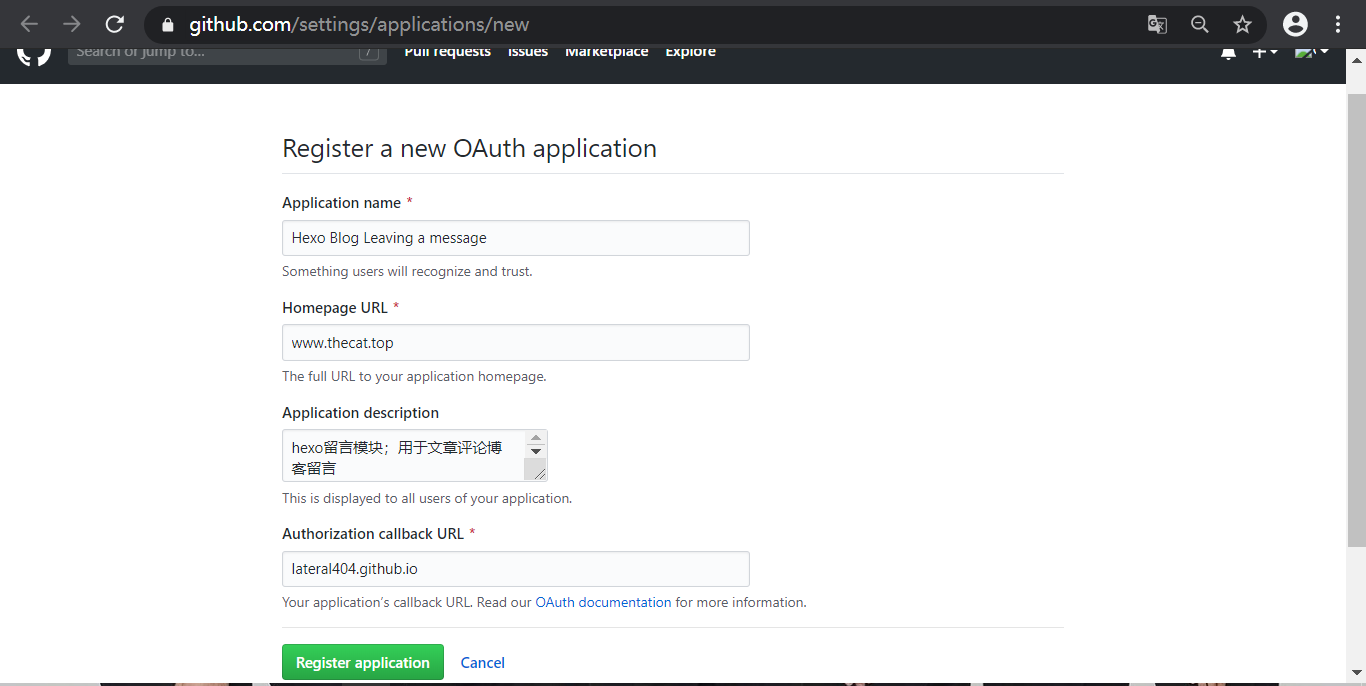 github.com/settings/applications/new
Search or jump to...
/
Pull requests Issues Marketplace Explore
Register a new OAuth application
Application name *
Hexo Blog Leaving a message
Something users will recognize and trust.
Homepage URL *
www.thecat.top
The full URL to your application homepage.
Application description
hexo留言模块；用于文章评论博
客留言
This is displayed to all users of your application.
Authorization callback URL *
lateral404.github.io
Your application’s callback URL. Read our OAuth documentation for more information.
Register application Cancel